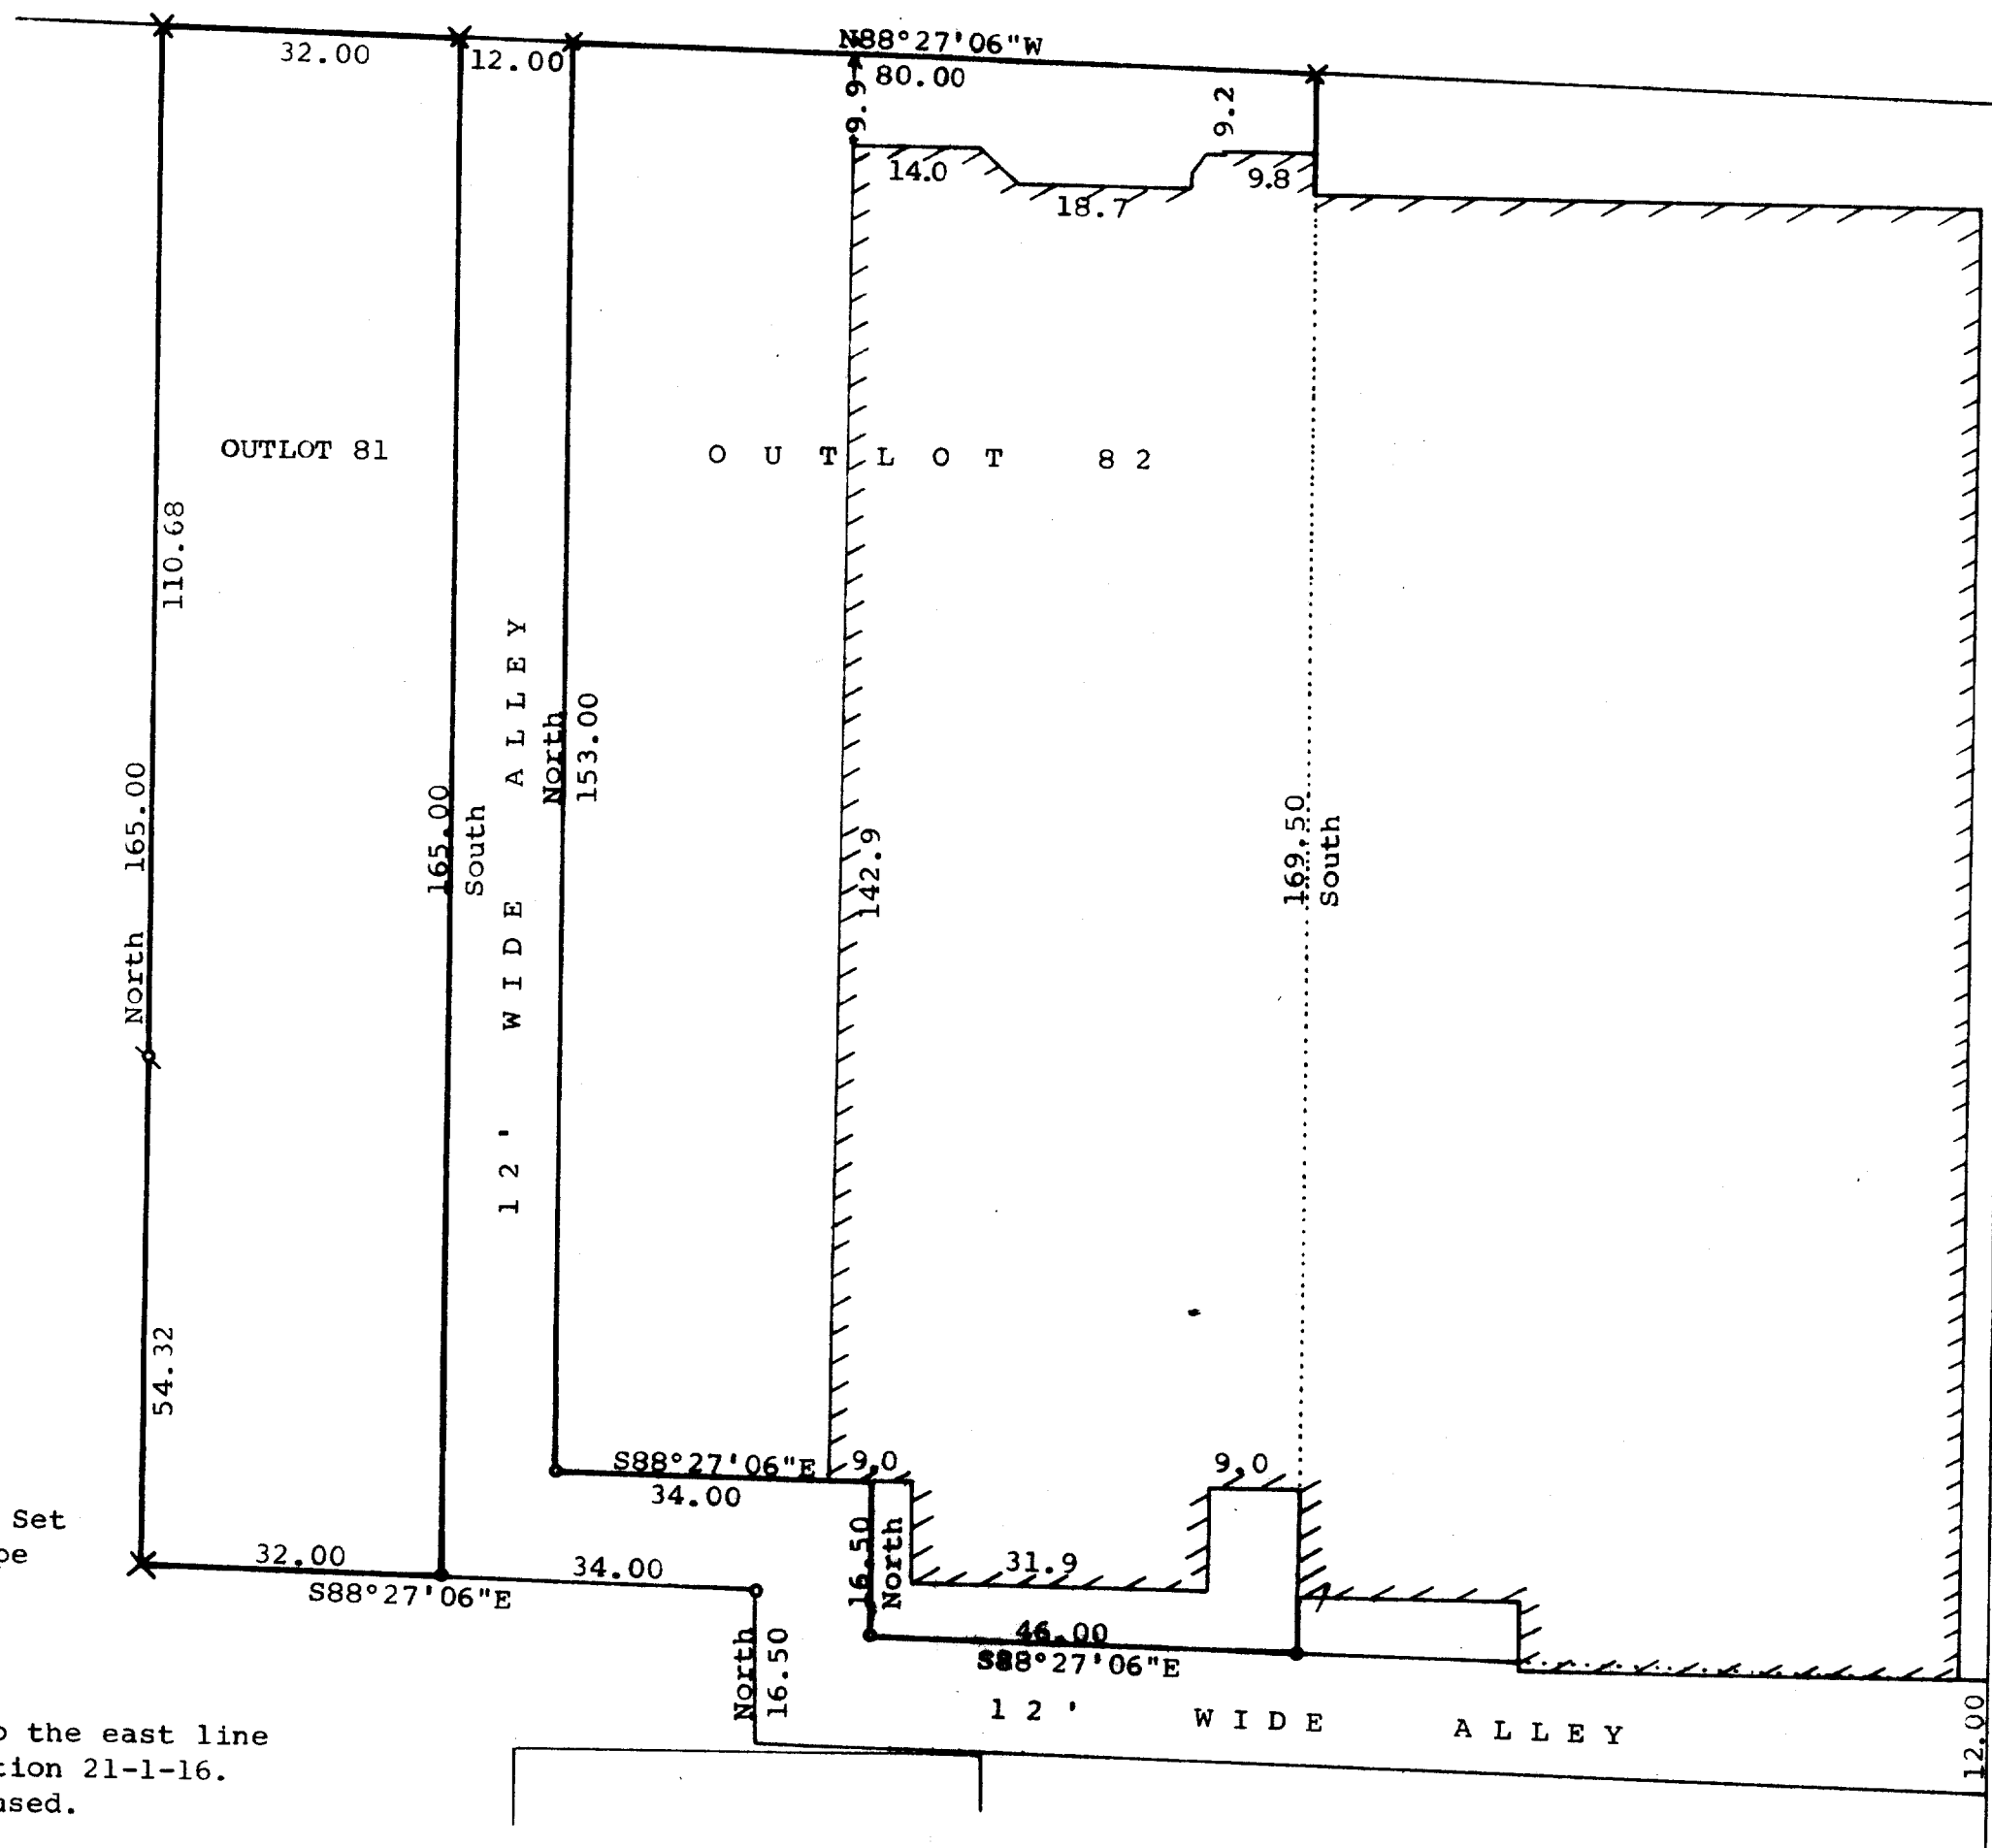 N88°27'06"W
32.00
12.00
80.00
9.9
9.2
14.0
9.8
18.7
OUTLOT 81
O U T L O T 8 2
110.68
North 165.00
165.00
South
12' WIDE ALLEY
North
153.00
142.9
169.50
South
54.32
S88°27'06"E
34.00
9.0
9.0
Set
32.00
S88°27'06"E
34.00
16.50
North
31.9
North
16.50
46.00
S88°27'06"E
12' WIDE ALLEY
12.00
the east line
21-1-16.